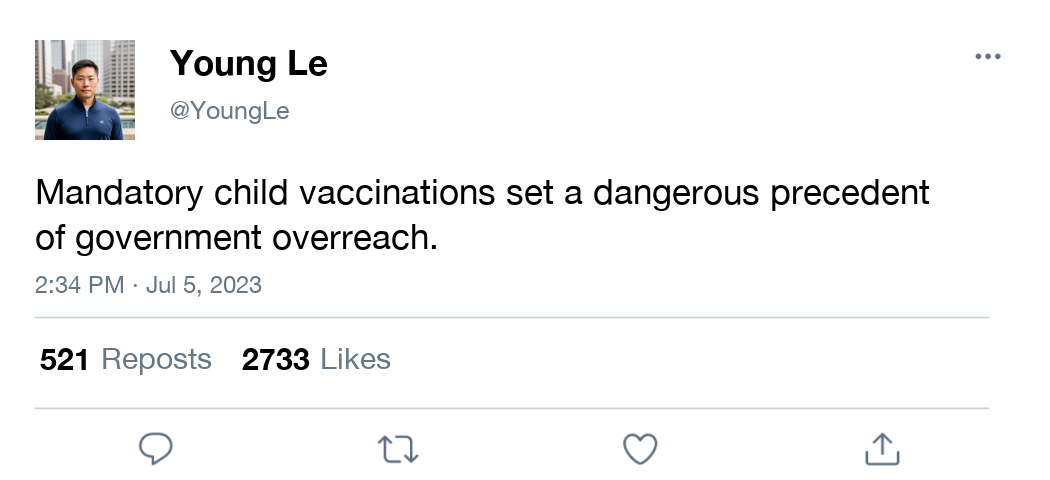 Young Le
@YoungLe
Mandatory child vaccinations set a dangerous precedent
of government overreach.
2:34 PM · Jul 5, 2023
521 Reposts 2733 Likes